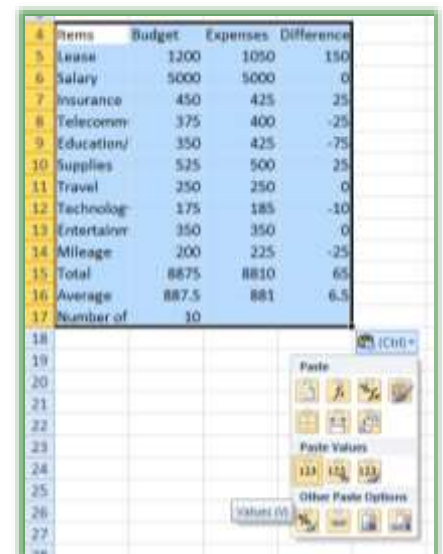 4 Items Budget Expenses Difference
5 Lease 1200 1050 150
6 Salary 5000 5000 0
7 Insurance 450 425 25
8 Telecomm 375 400 -25
9 Education/ 350 425 -75
10 Supplies 525 500 25
11 Travel 250 250 0
12 Technolog 175 185 -10
13 Entertainm 350 350 0
14 Mileage 200 225 -25
15 Total 8875 8810 65
16 Average 887.5 881 6.5
17 Number of 10
18 (Ctrl)
19 Paste
20
21
22
23 Paste Values
24 123 123 123
25 Other Paste Options
26 Values (V)
27